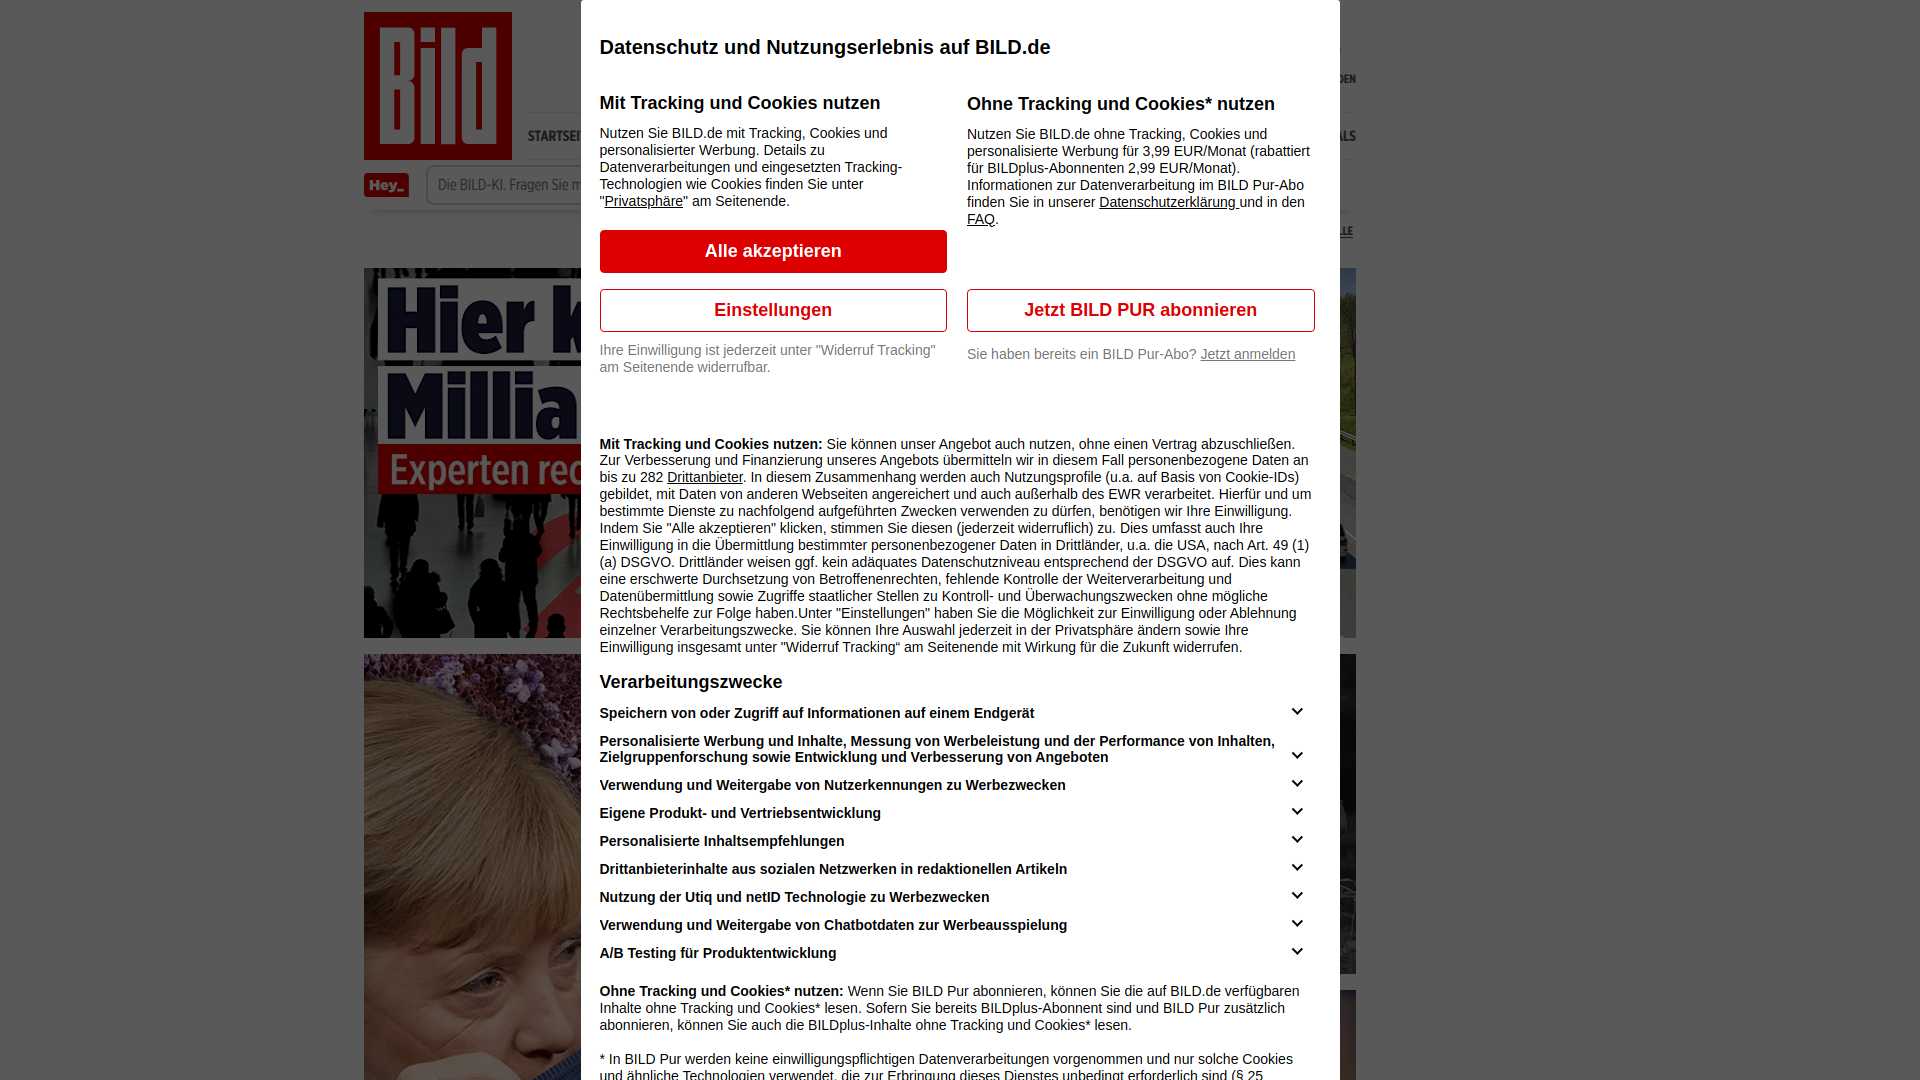 Bild
Datenschutz und Nutzungserlebnis auf BILD.de
Mit Tracking und Cookies nutzen
Nutzen Sie BILD.de mit Tracking, Cookies und
personalisierter Werbung. Details zu
Datenverarbeitungen und eingesetzten Tracking-
Technologien wie Cookies finden Sie unter
"Privatsphäre" am Seitenende.
Alle akzeptieren
Einstellungen
Ihre Einwilligung ist jederzeit unter "Widerruf Tracking"
am Seitenende widerrufbar.
Ohne Tracking und Cookies* nutzen
Nutzen Sie BILD.de ohne Tracking, Cookies und
personalisierte Werbung für 3,99 EUR/Monat (rabattiert
für BILDplus-Abonnenten 2,99 EUR/Monat).
Informationen zur Datenverarbeitung im BILD Pur-Abo
finden Sie in unserer Datenschutzerklärung und in den
FAQ.
Jetzt BILD PUR abonnieren
Sie haben bereits ein BILD Pur-Abo? Jetzt anmelden
Hey_
Die BILD-KI. Fragen Sie
Hier
Experten
Mit Tracking und Cookies nutzen: Sie können unser Angebot auch nutzen, ohne einen Vertrag abzuschließen.
Zur Verbesserung und Finanzierung unseres Angebots übermitteln wir in diesem Fall personenbezogene Daten an
bis zu 282 Drittanbieter. In diesem Zusammenhang werden auch Nutzungsprofile (u.a. auf Basis von Cookie-IDs)
gebildet, mit Daten von anderen Webseiten angereichert und auch außerhalb des EWR verarbeitet. Hierfür und um
bestimmte Dienste zu nachfolgend aufgeführten Zwecken verwenden zu dürfen, benötigen wir Ihre Einwilligung.
Indem Sie "Alle akzeptieren" klicken, stimmen Sie diesen (jederzeit widerruflich) zu. Dies umfasst auch Ihre
Einwilligung in die Übermittlung bestimmter personenbezogener Daten in Drittländer, u.a. die USA, nach Art. 49 (1)
(a) DSGVO. Drittländer weisen ggf. kein adäquates Datenschutzniveau entsprechend der DSGVO auf. Dies kann
eine erschwerte Durchsetzung von Betroffenenrechten, fehlende Kontrolle der Weiterverarbeitung und
Datenübermittlung sowie Zugriffe staatlicher Stellen zu Kontroll- und Überwachungszwecken ohne mögliche
Rechtsbehelfe zur Folge haben.Unter "Einstellungen" haben Sie die Möglichkeit zur Einwilligung oder Ablehnung
einzelner Verarbeitungszwecke. Sie können Ihre Auswahl jederzeit in der Privatsphäre ändern sowie Ihre
Einwilligung insgesamt unter "Widerruf Tracking“ am Seitenende mit Wirkung für die Zukunft widerrufen.
Verarbeitungszwecke
Speichern von oder Zugriff auf Informationen auf einem Endgerät
Personalisierte Werbung und Inhalte, Messung von Werbeleistung und der Performance von Inhalten,
Zielgruppenforschung sowie Entwicklung und Verbesserung von Angeboten
Verwendung und Weitergabe von Nutzerkennungen zu Werbezwecken
Eigene Produkt- und Vertriebsentwicklung
Personalisierte Inhaltsempfehlungen
Drittanbieterinhalte aus sozialen Netzwerken in redaktionellen Artikeln
Nutzung der Utiq und netID Technologie zu Werbezwecken
Verwendung und Weitergabe von Chatbotdaten zur Werbeausspielung
A/B Testing für Produktentwicklung
Ohne Tracking und Cookies* nutzen: Wenn Sie BILD Pur abonnieren, können Sie die auf BILD.de verfügbaren
Inhalte ohne Tracking und Cookies* lesen. Sofern Sie bereits BILDplus-Abonnent sind und BILD Pur zusätzlich
abonnieren, können Sie auch die BILDplus-Inhalte ohne Tracking und Cookies* lesen.
* In BILD Pur werden keine einwilligungspflichtigen Datenverarbeitungen vorgenommen und nur solche Cookies
und ähnliche Technologien verwendet, die zur Erbringung dieses Dienstes unbedingt erforderlich sind (§ 25